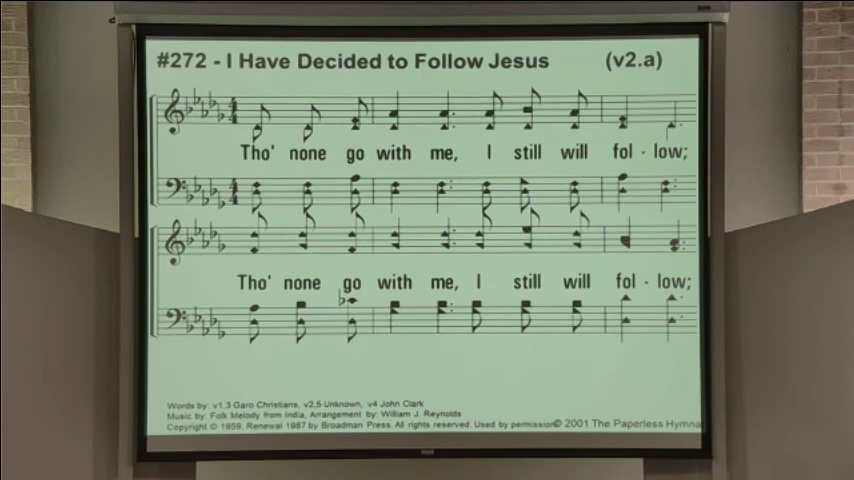 #272 - I Have Decided to Follow Jesus (v2.a)
Tho' none go with me, I still will fol - low;
Tho' none go with me, I still will fol - low;
Words by: v1,3 Garo Christians, v2,5 Unknown, v4 John Clark
Music by: Folk Melody from India, Arrangement by: William J. Reynolds
Copyright © 1959, Renewal 1987 by Broadman Press. All rights reserved. Used by permission© 2001 The Paperless Hymna